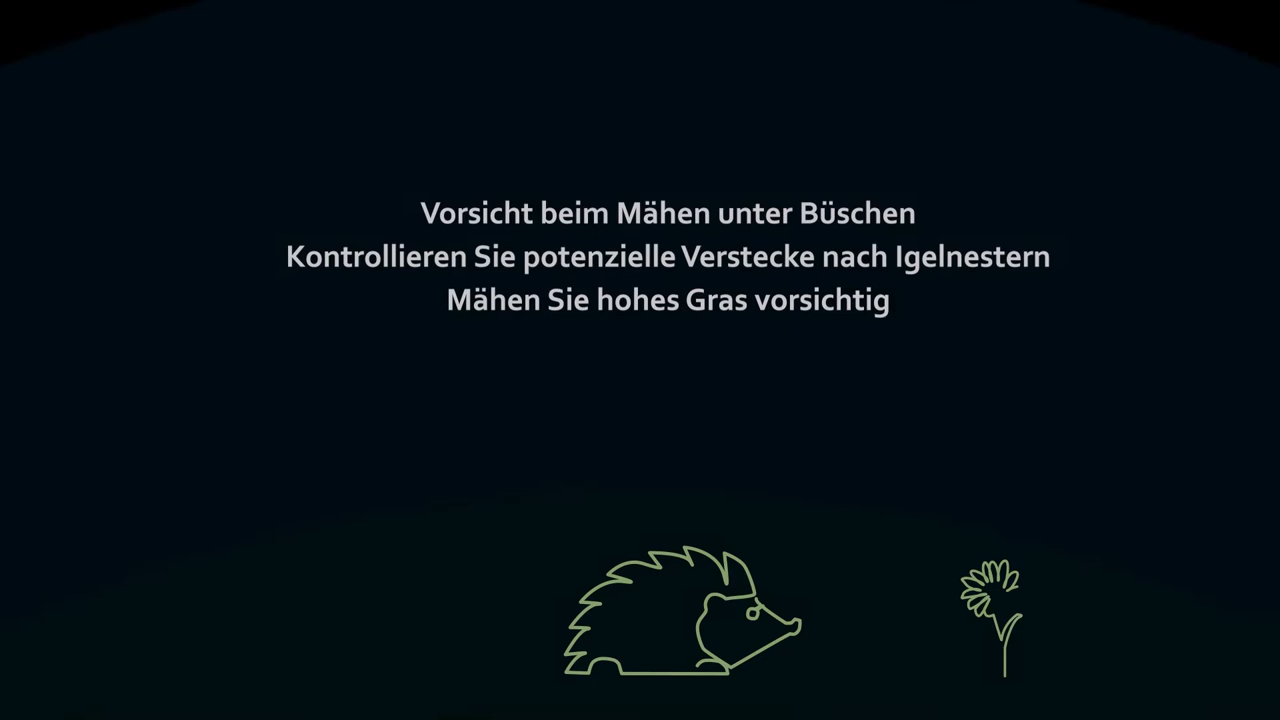 Vorsicht beim Mähen unter Büschen
Kontrollieren Sie potenzielle Verstecke nach Igelnestern
Mähen Sie hohes Gras vorsichtig